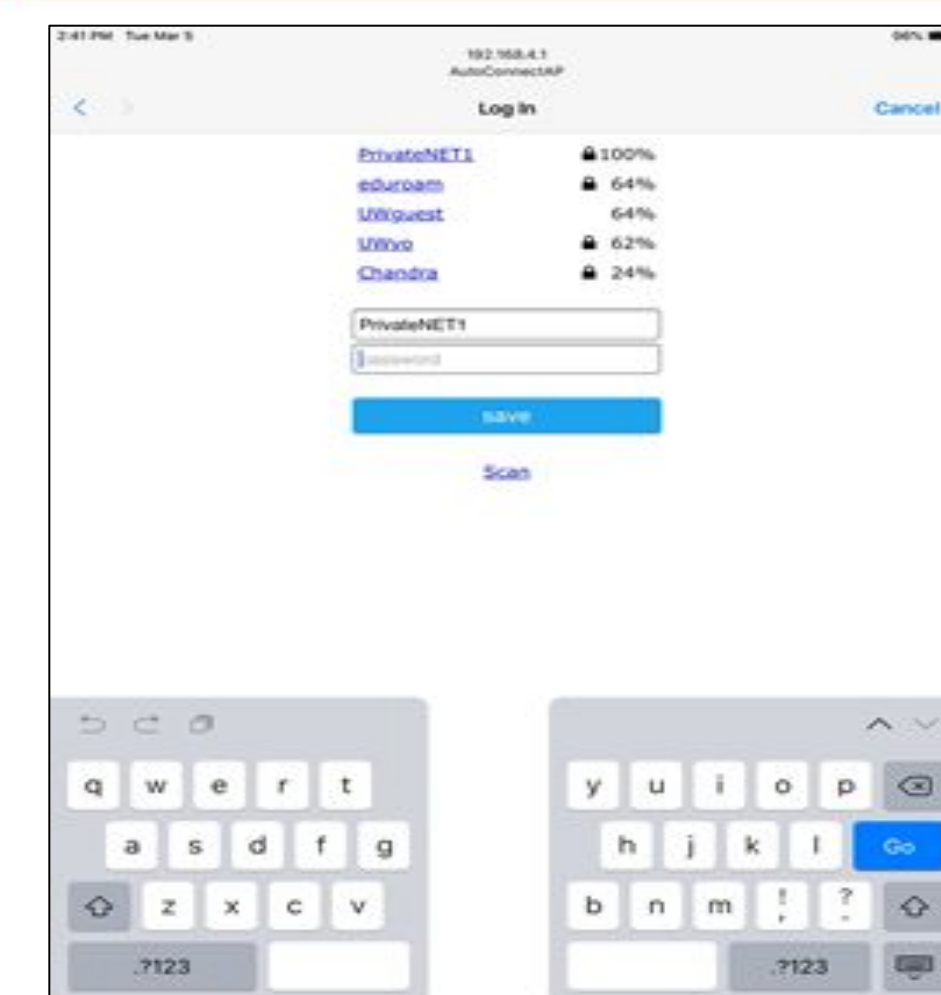 2:41 PM Tue Mar 5
192.168.4.1
AutoConnectAP
Log In
Cancel
PrivateNET1 100%
eduroam 64%
UWguest 64%
UWyo 62%
Chandra 24%
PrivateNET1
password
save
Scan
q w e r t y u i o p
a s d f g h j k l Go
z x c v b n m ! , ? .
.?123 .?123